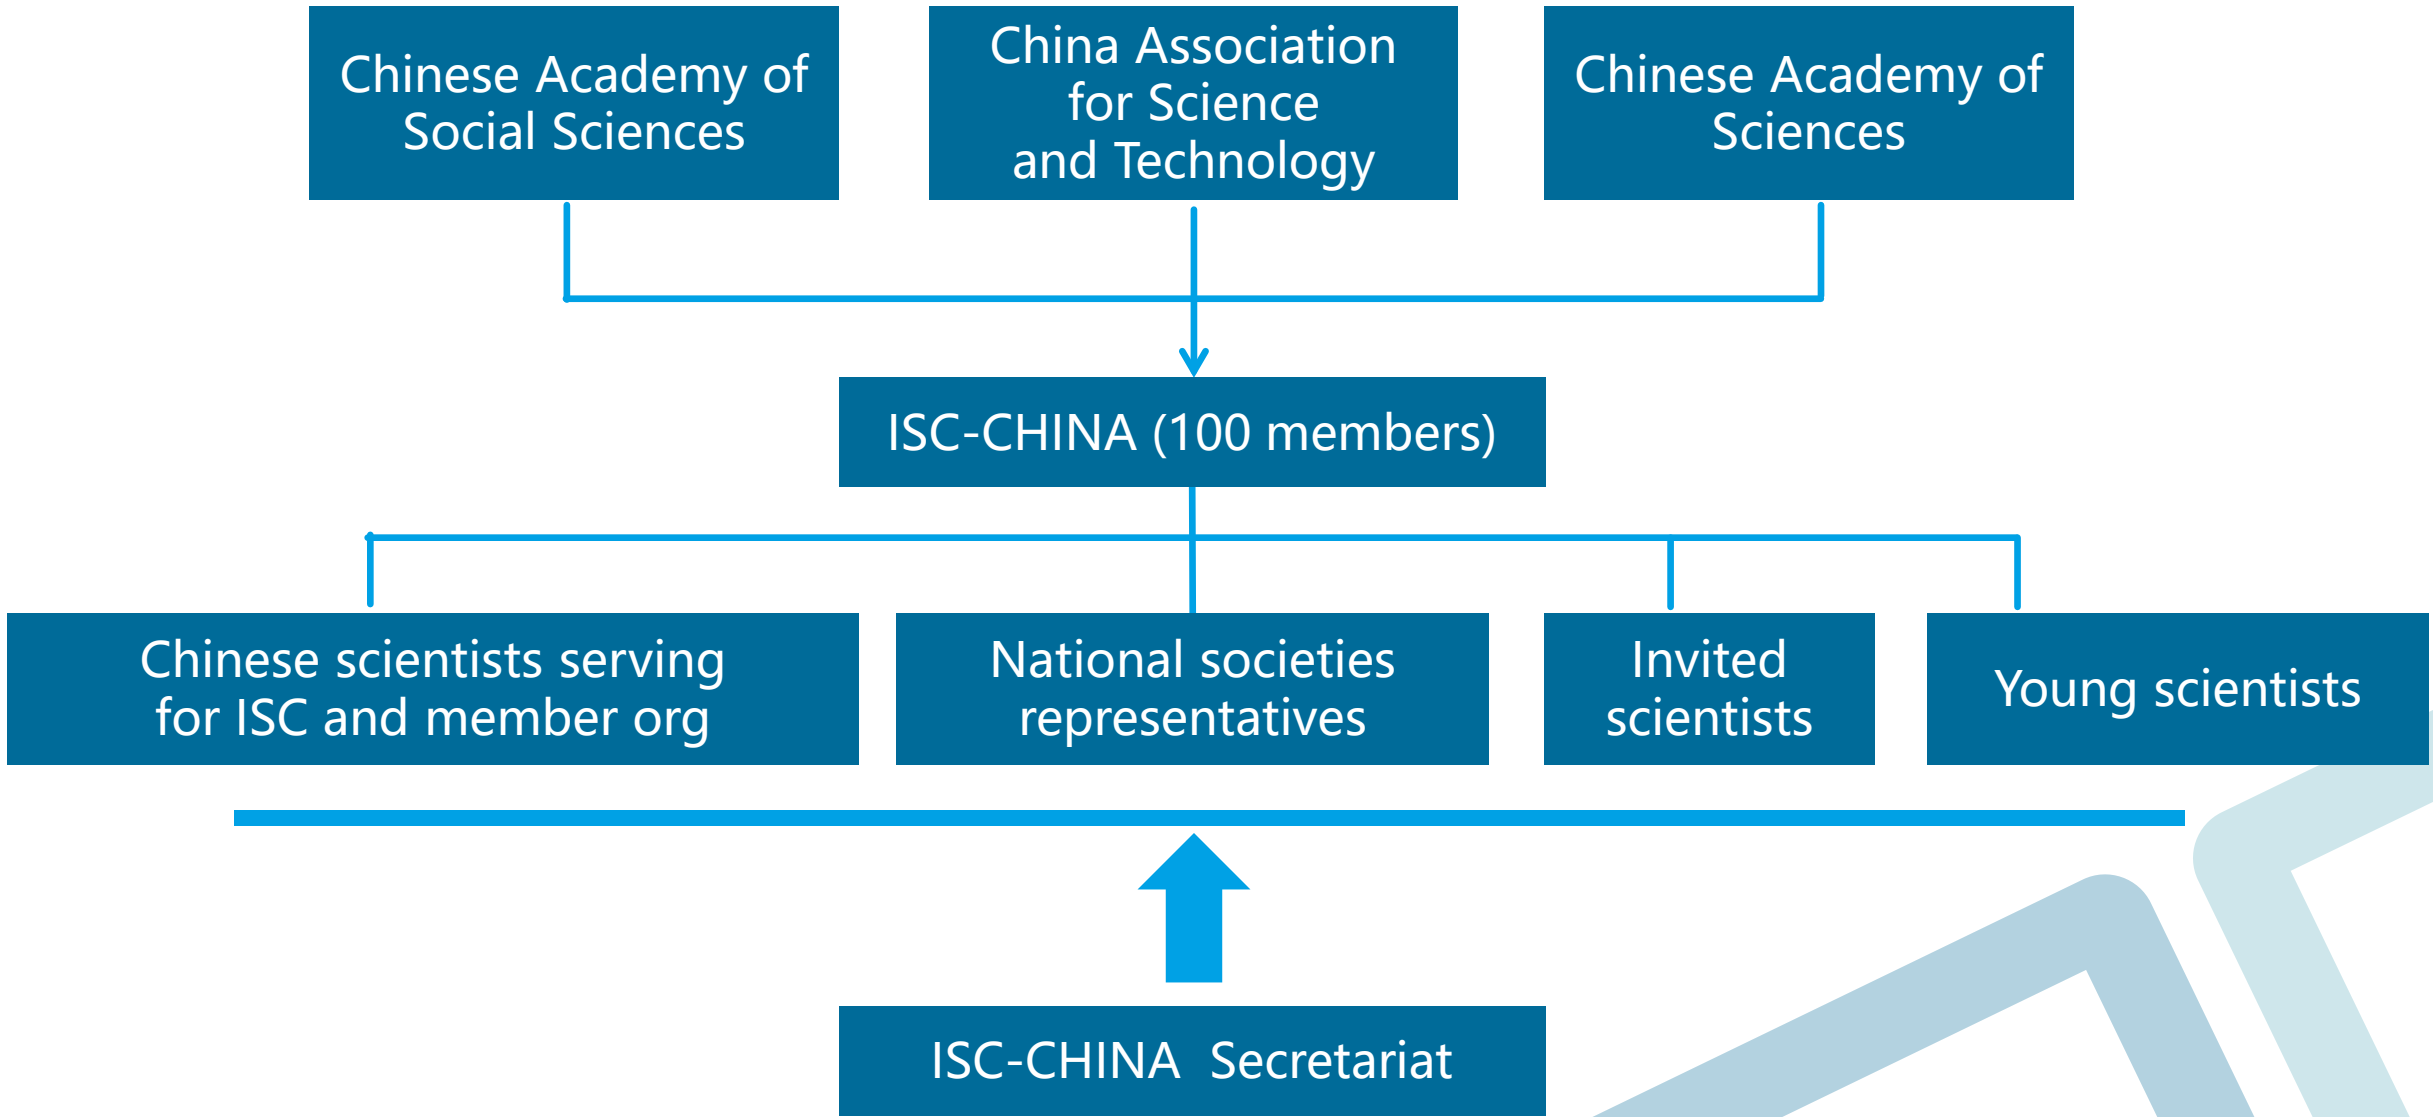 Chinese Academy of
Social Sciences
China Association
for Science
and Technology
Chinese Academy of
Sciences
ISC-CHINA (100 members)
Chinese scientists serving
for ISC and member org
National societies
representatives
Invited
scientists
Young scientists
ISC-CHINA  Secretariat